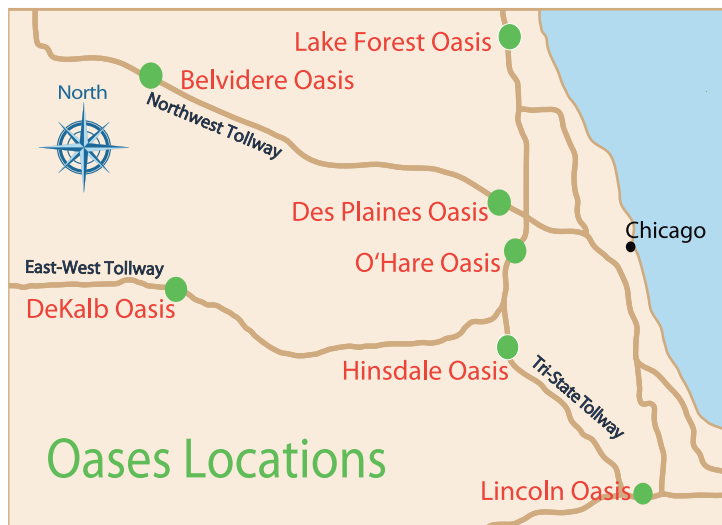 Lake Forest Oasis
Belvidere Oasis
North
Northwest Tollway
Des Plaines Oasis
Chicago
O'Hare Oasis
East-West Tollway
DeKalb Oasis
Hinsdale Oasis
Tri-State Tollway
Oases Locations
Lincoln Oasis